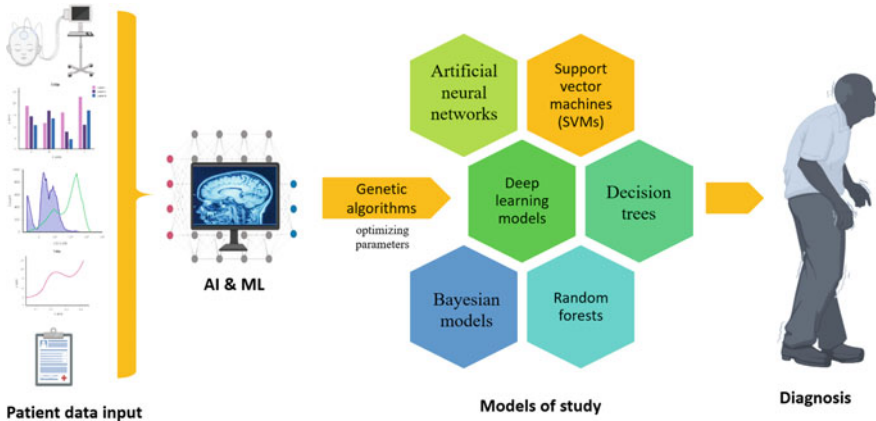 Patient data input
AI & ML
Genetic
algorithms
optimizing
parameters
Artificial
neural
networks
Support
vector
machines
(SVMs)
Deep
learning
models
Decision
trees
Bayesian
models
Random
forests
Models of study
Diagnosis